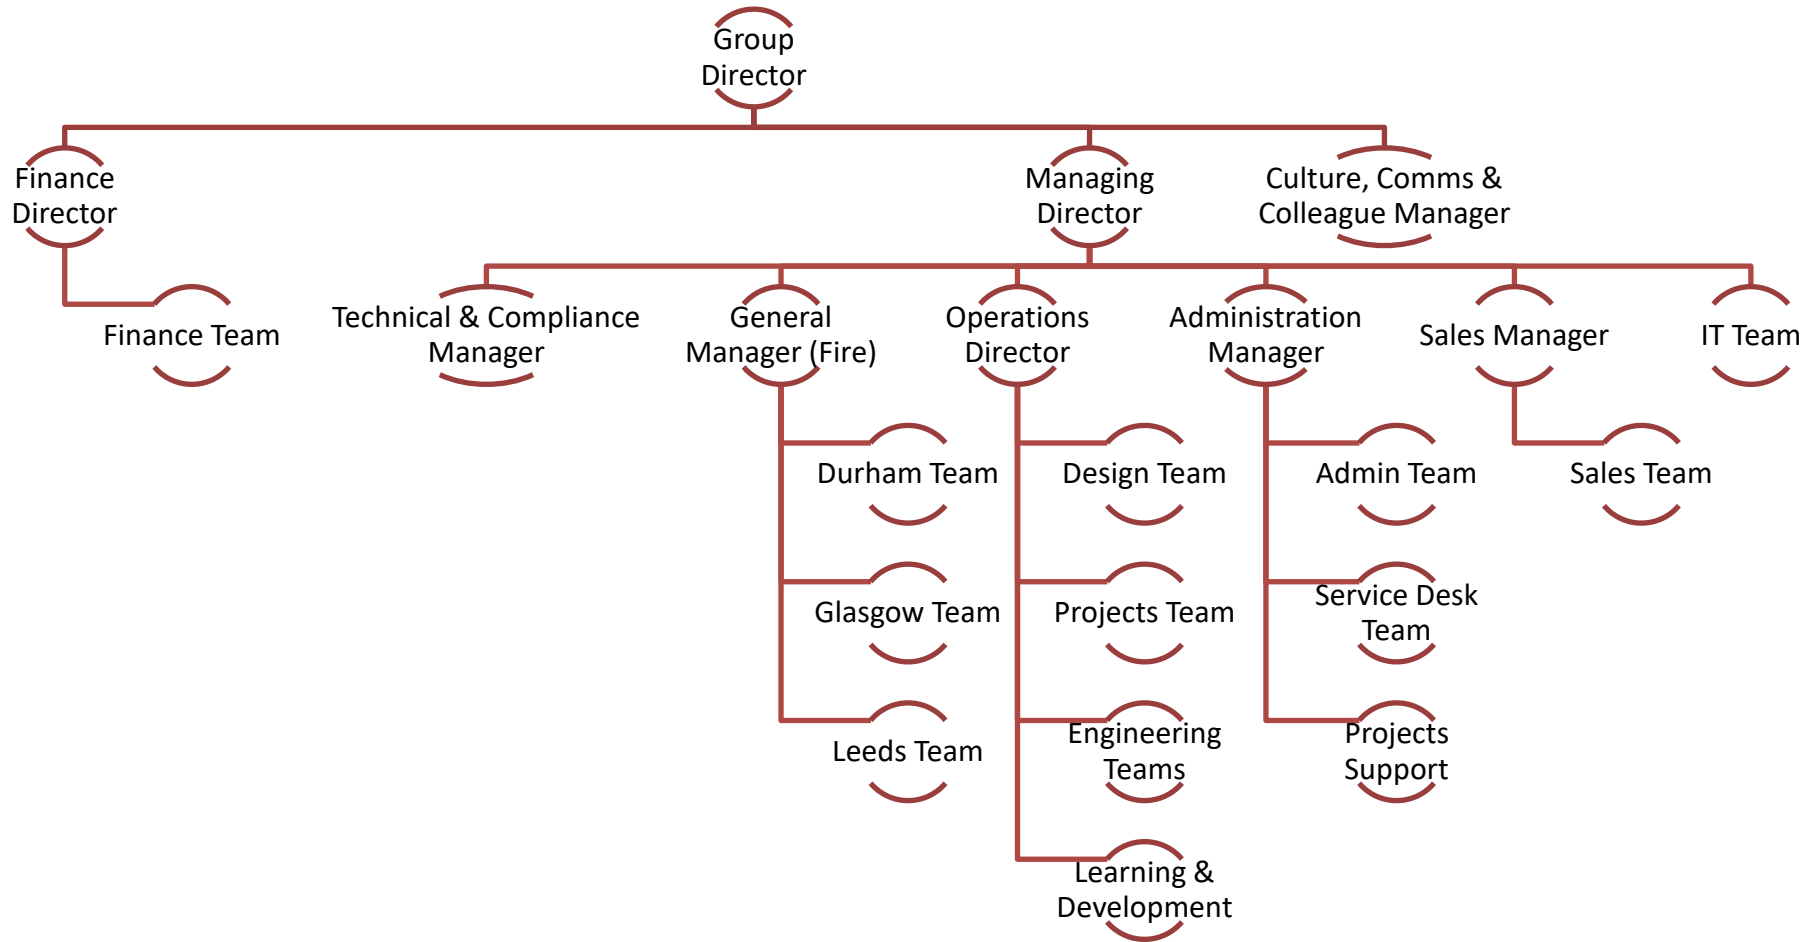 Group
Director
Finance
Director
Managing
Director
Culture, Comms &
Colleague Manager
Finance Team
Technical & Compliance
Manager
General
Manager (Fire)
Operations
Director
Administration
Manager
Sales Manager
IT Team
Durham Team
Design Team
Admin Team
Sales Team
Glasgow Team
Projects Team
Service Desk
Team
Leeds Team
Engineering
Teams
Projects
Support
Learning &
Development